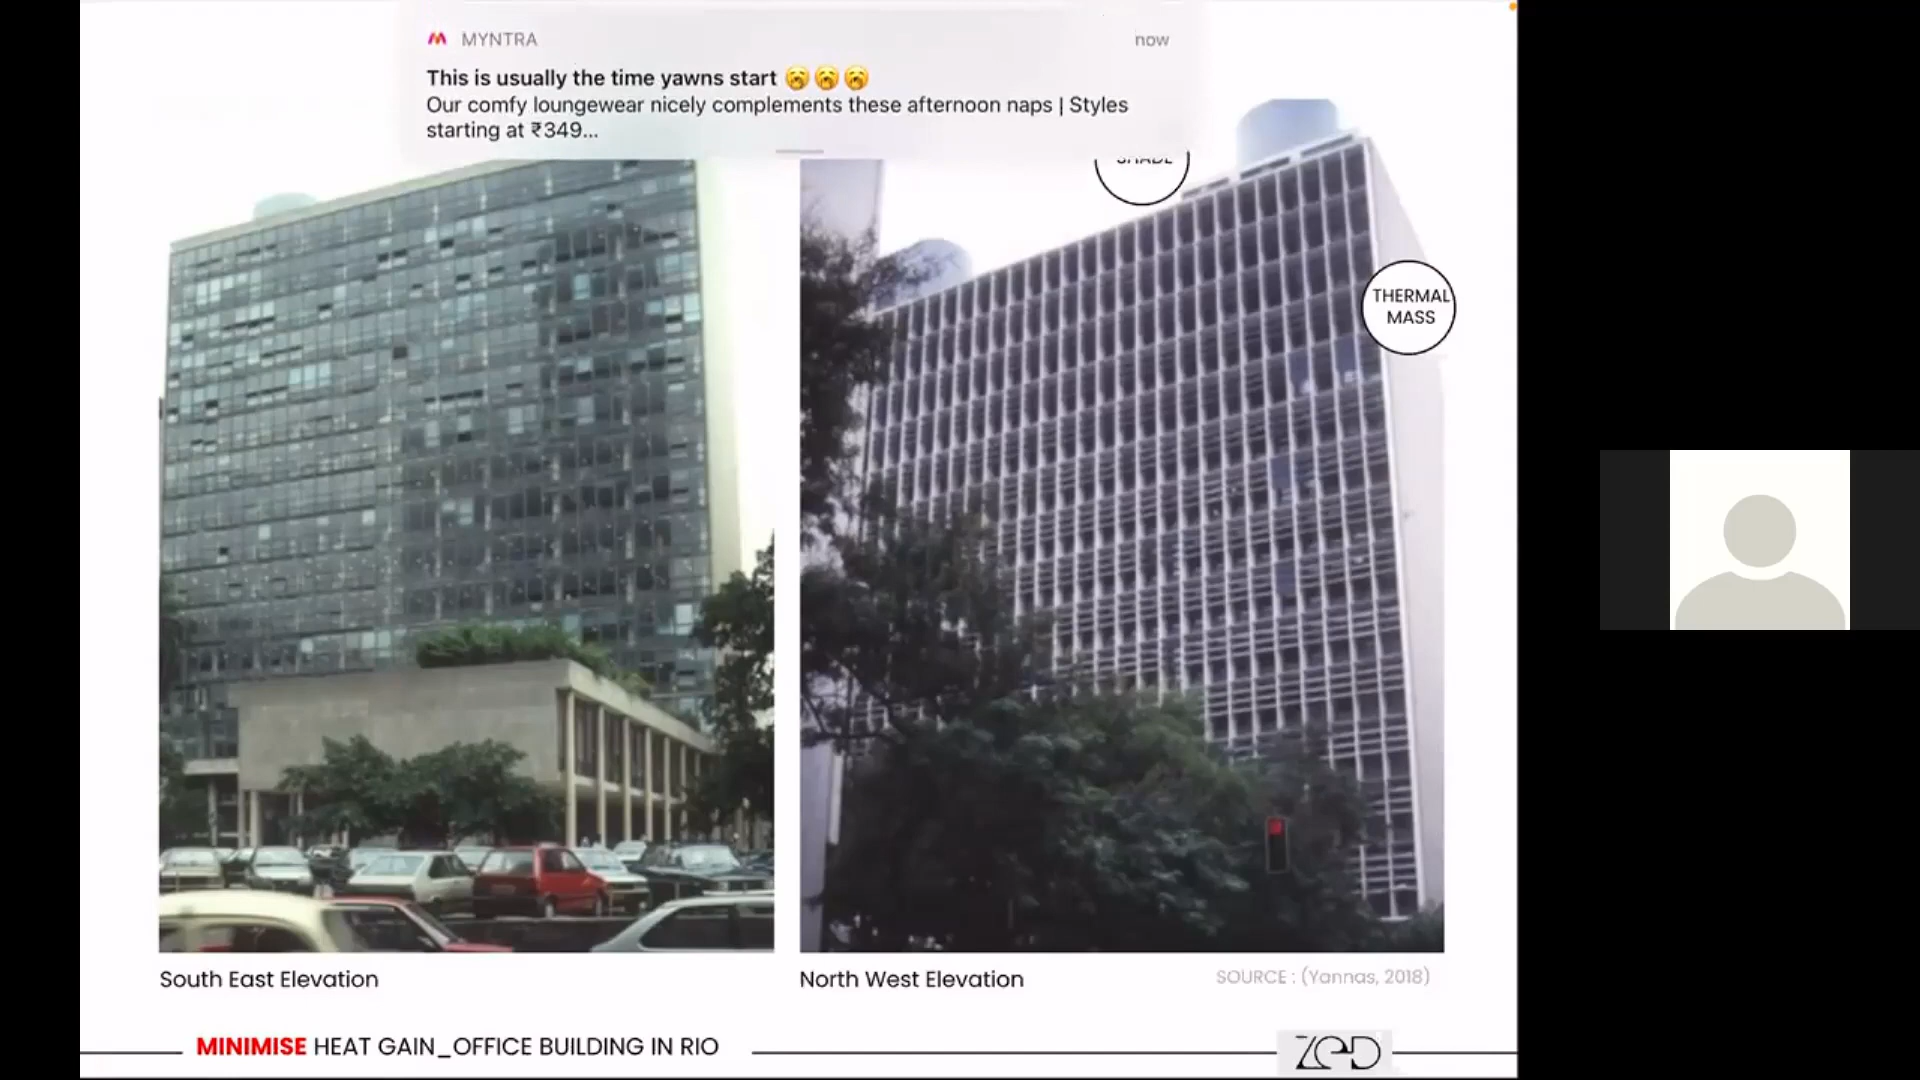 MYNTRA
now
This is usually the time yawns start 🥱🥱🥱
Our comfy loungewear nicely complements these afternoon naps | Styles
starting at ₹349...
SHADE
THERMAL
MASS
South East Elevation
North West Elevation
SOURCE : (Yannas, 2018)
MINIMISE HEAT GAIN_OFFICE BUILDING IN RIO
ZED